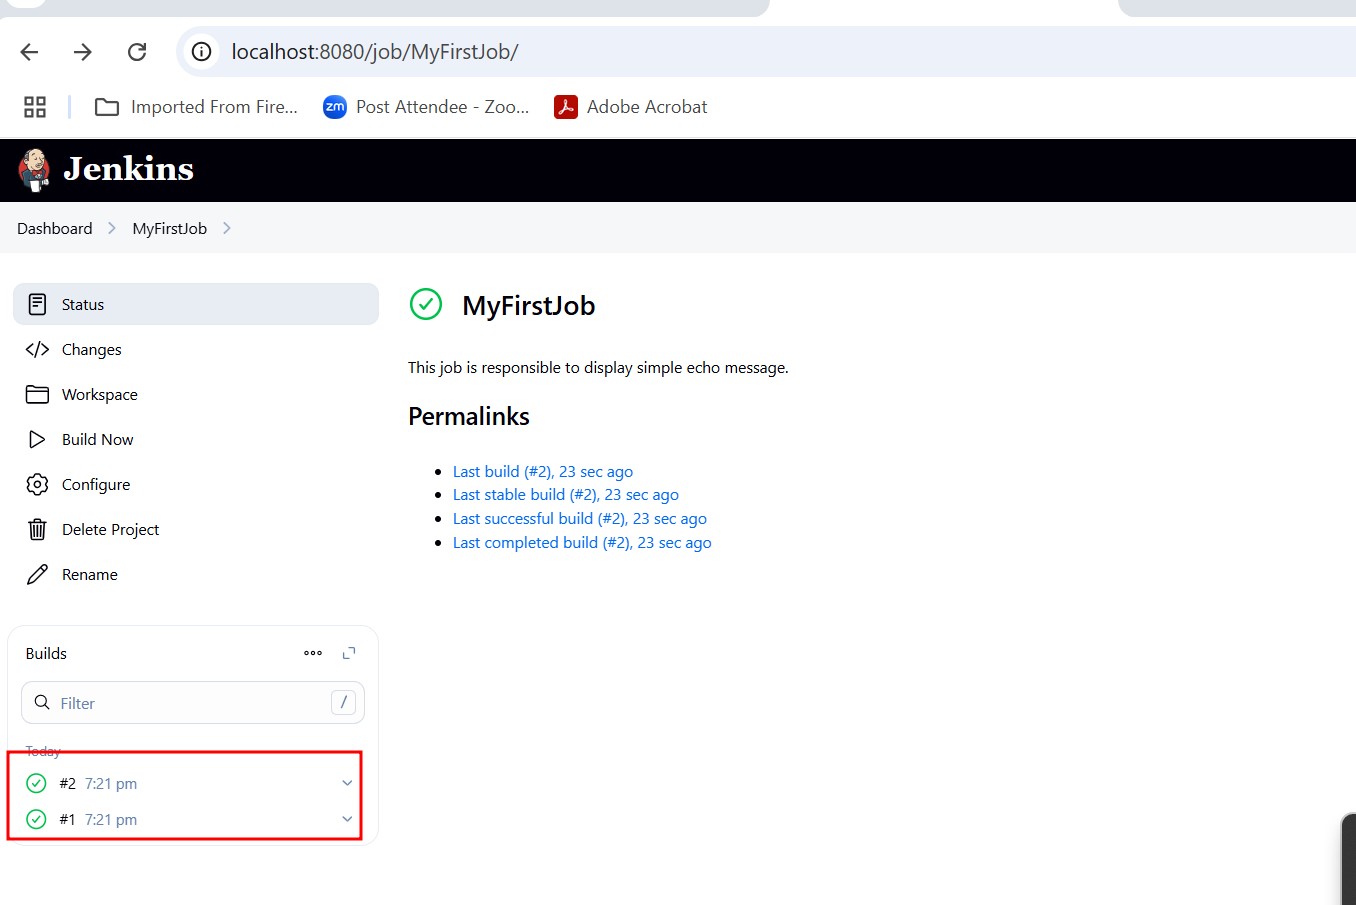 localhost:8080/job/MyFirstJob/
Imported From Fire...
zm Post Attendee - Zoo...
Adobe Acrobat
Jenkins
Dashboard MyFirstJob
Status
Changes
Workspace
Build Now
Configure
Delete Project
Rename
MyFirstJob
This job is responsible to display simple echo message.
Permalinks
Last build (#2), 23 sec ago
Last stable build (#2), 23 sec ago
Last successful build (#2), 23 sec ago
Last completed build (#2), 23 sec ago
Builds
Filter /
Today
#2 7:21 pm
#1 7:21 pm